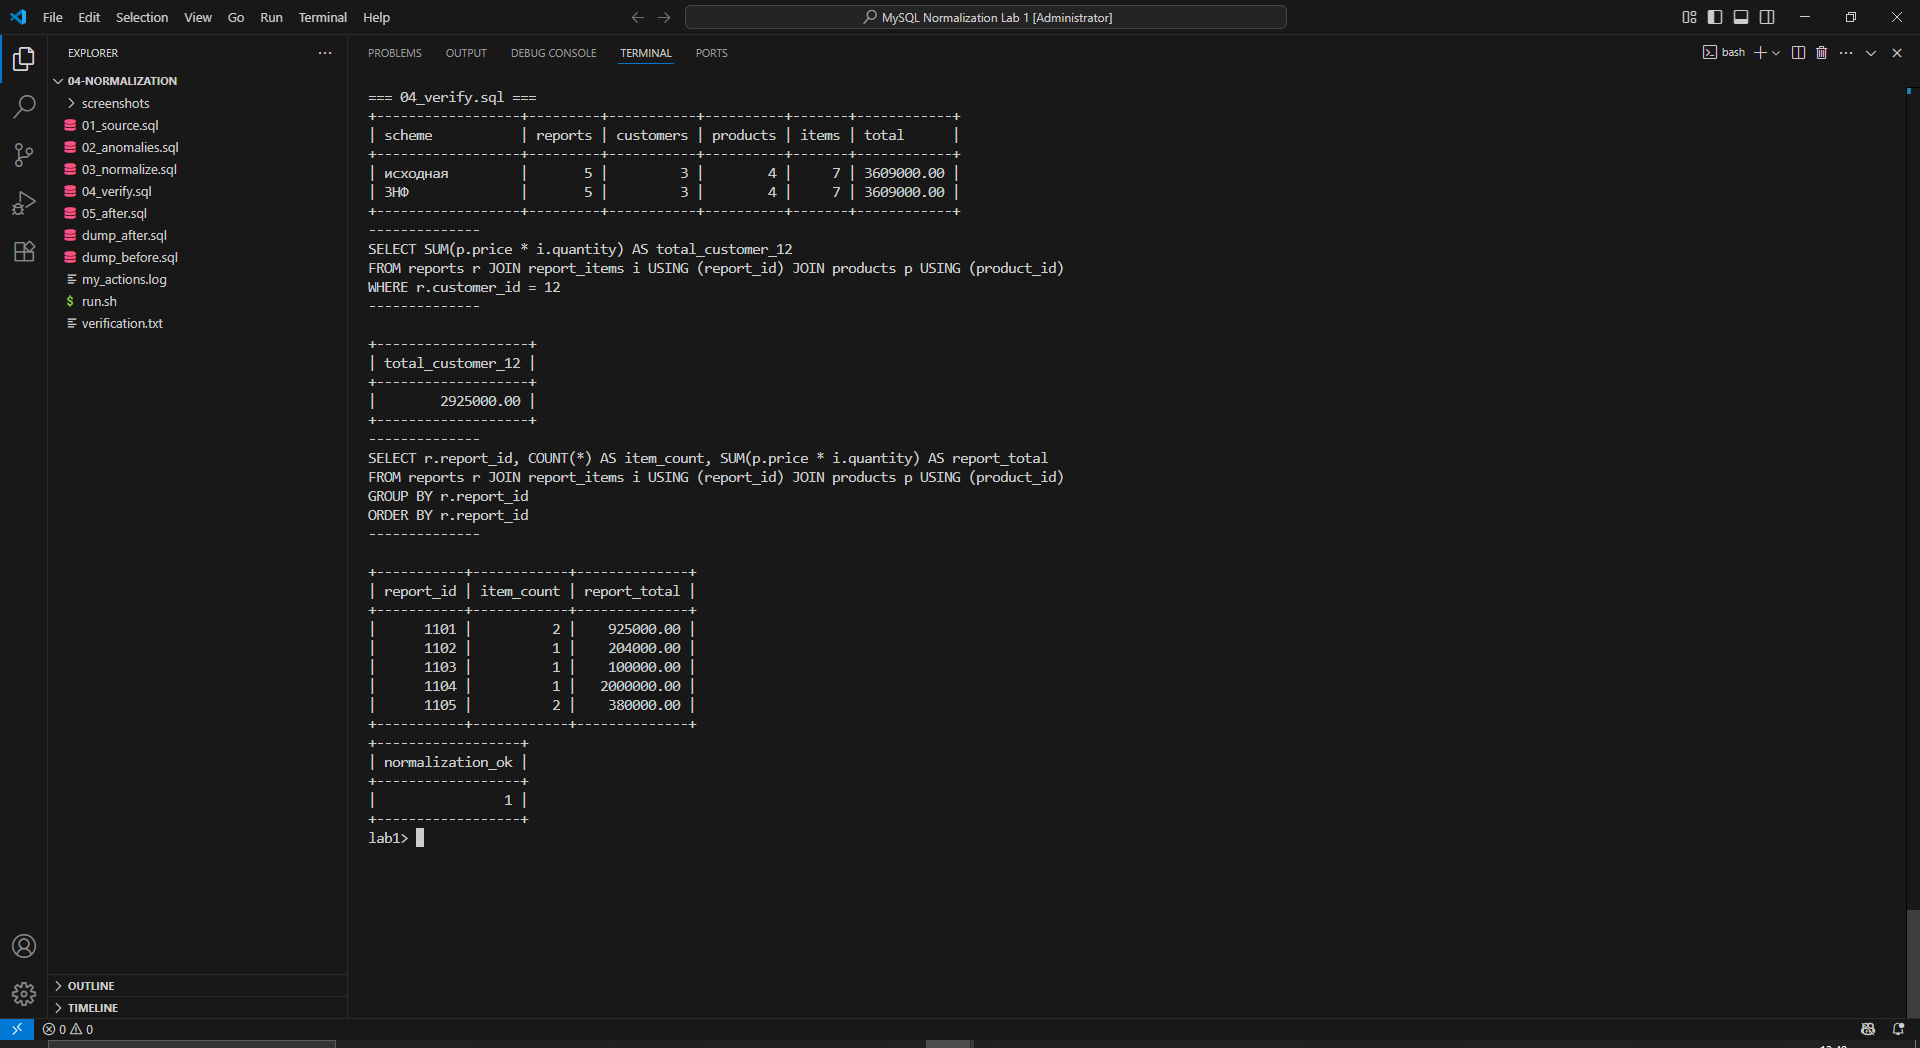 File Edit Selection View Go Run Terminal Help
MySQL Normalization Lab 1 [Administrator]
EXPLORER
04-NORMALIZATION
screenshots
01_source.sql
02_anomalies.sql
03_normalize.sql
04_verify.sql
05_after.sql
dump_after.sql
dump_before.sql
my_actions.log
run.sh
verification.txt
OUTLINE
TIMELINE
PROBLEMS OUTPUT DEBUG CONSOLE TERMINAL PORTS
bash
=== 04_verify.sql ===
+------------------+---------+-----------+----------+-------+------------+
| scheme           | reports | customers | products | items | total      |
+------------------+---------+-----------+----------+-------+------------+
| исходная         |       5 |         3 |        4 |     7 | 3609000.00 |
| 3НФ              |       5 |         3 |        4 |     7 | 3609000.00 |
+------------------+---------+-----------+----------+-------+------------+
--------------
SELECT SUM(p.price * i.quantity) AS total_customer_12
FROM reports r JOIN report_items i USING (report_id) JOIN products p USING (product_id)
WHERE r.customer_id = 12
--------------
+-------------------+
| total_customer_12 |
+-------------------+
|        2925000.00 |
+-------------------+
--------------
SELECT r.report_id, COUNT(*) AS item_count, SUM(p.price * i.quantity) AS report_total
FROM reports r JOIN report_items i USING (report_id) JOIN products p USING (product_id)
GROUP BY r.report_id
ORDER BY r.report_id
--------------
+-----------+------------+--------------+
| report_id | item_count | report_total |
+-----------+------------+--------------+
|      1101 |          2 |    925000.00 |
|      1102 |          1 |    204000.00 |
|      1103 |          1 |    100000.00 |
|      1104 |          1 |   2000000.00 |
|      1105 |          2 |    380000.00 |
+-----------+------------+--------------+
+------------------+
| normalization_ok |
+------------------+
|                1 |
+------------------+
lab1>
0 0